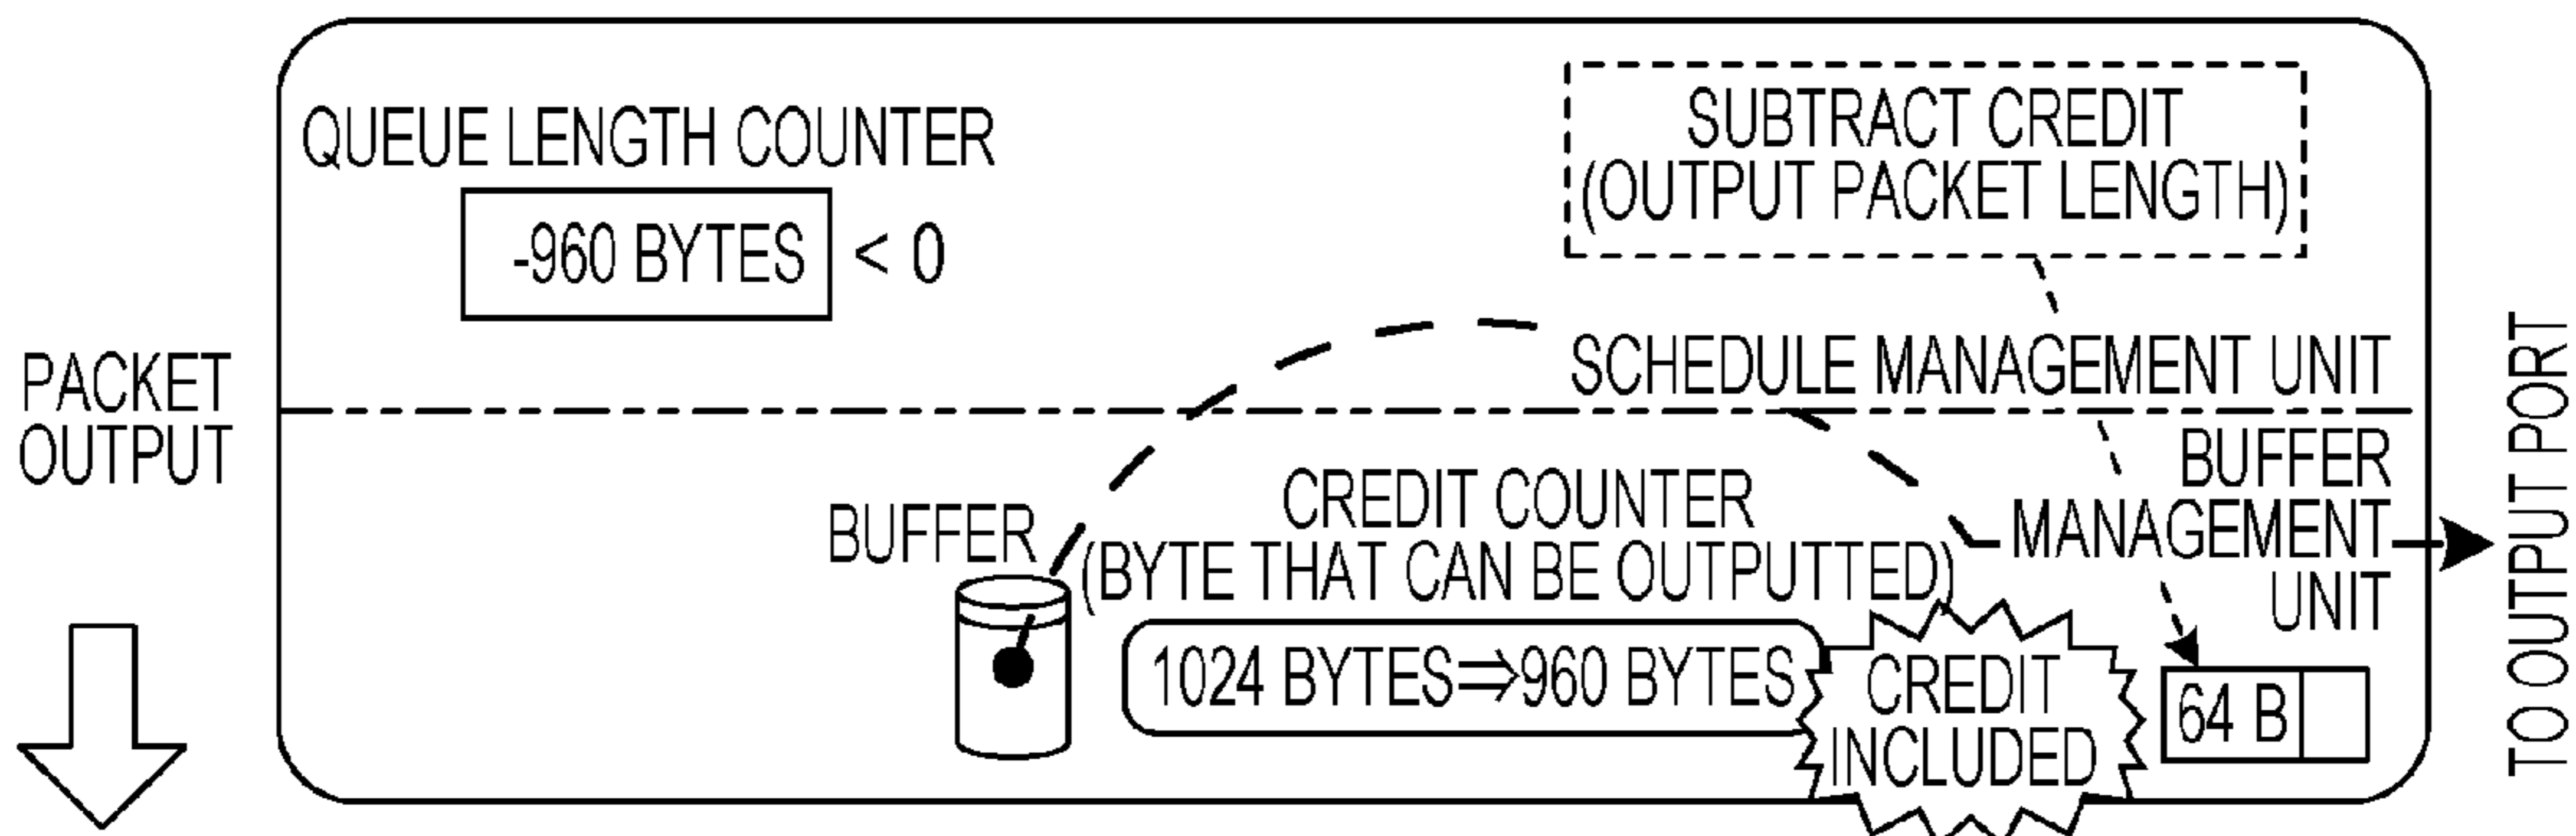 QUEUE LENGTH COUNTER
-960 BYTES < 0
SUBTRACT CREDIT
(OUTPUT PACKET LENGTH)
SCHEDULE MANAGEMENT UNIT
PACKET
OUTPUT
BUFFER
MANAGEMENT
UNIT
BUFFER
CREDIT COUNTER
(BYTE THAT CAN BE OUTPUTTED)
1024 BYTES⇒960 BYTES
CREDIT
INCLUDED
64 B
TO OUTPUT PORT